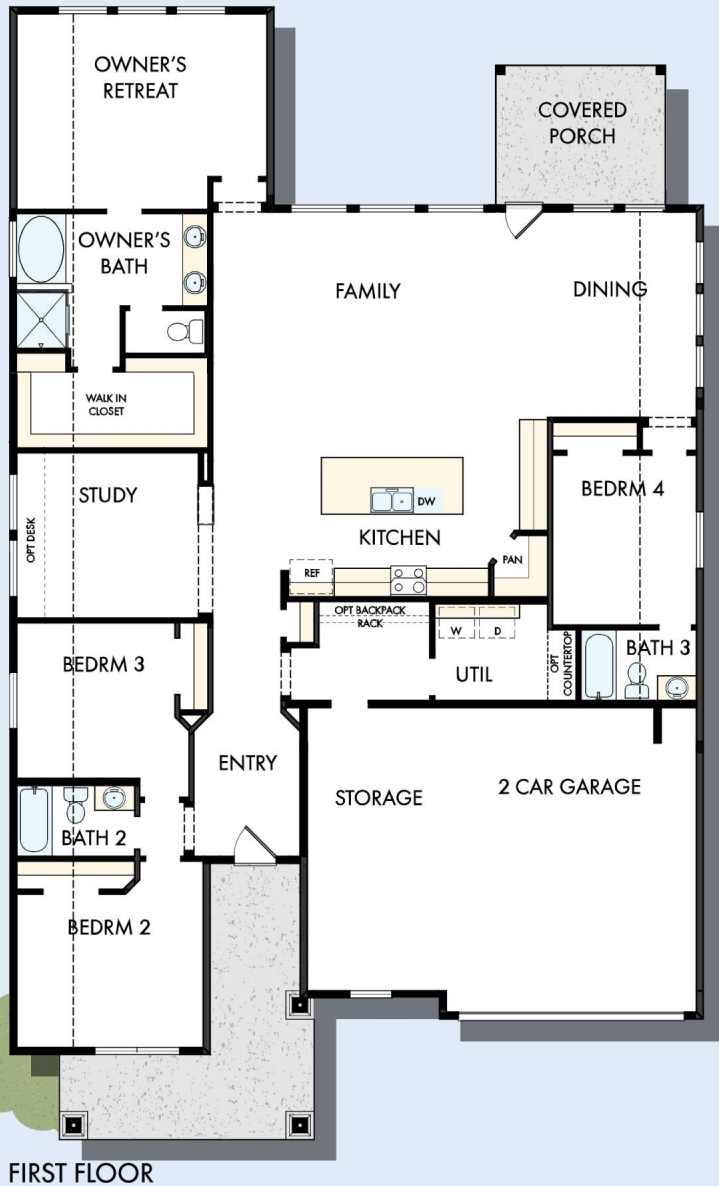 OWNER'S
RETREAT
COVERED
PORCH
OWNER'S
BATH
FAMILY
DINING
WALK IN
CLOSET
STUDY
OPT DESK
DW
KITCHEN
BEDRM 4
PAN
REF
OPT BACKPACK
RACK
W
D
UTIL
OPT
COUNTERTOP
BATH 3
BEDRM 3
ENTRY
STORAGE
2 CAR GARAGE
BATH 2
BEDRM 2
FIRST FLOOR